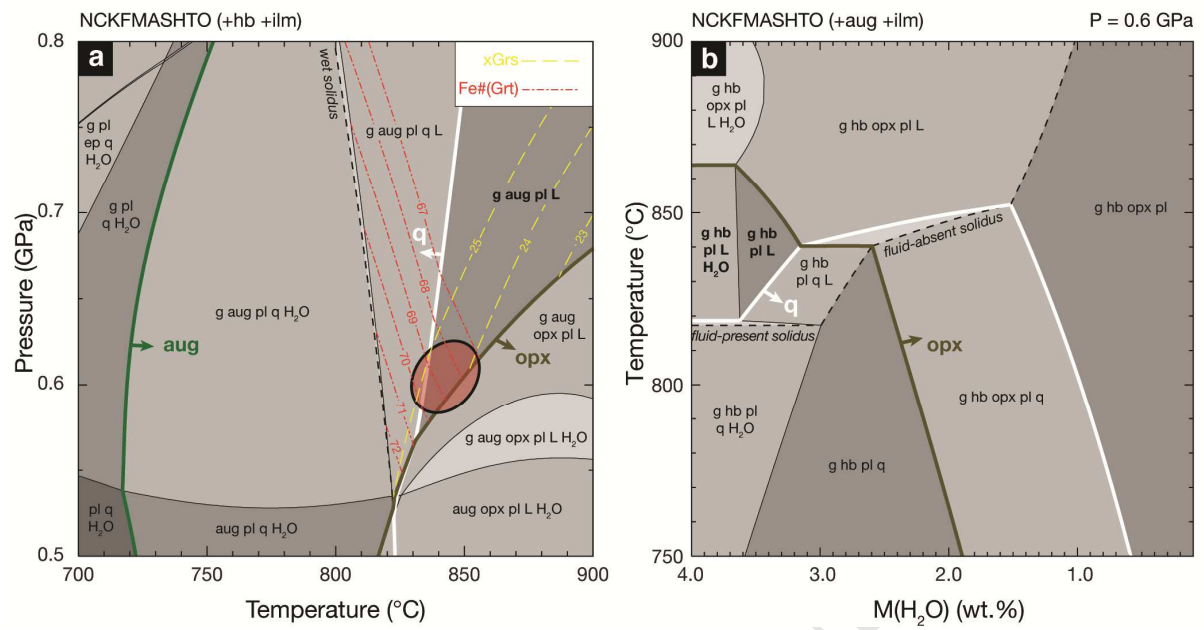 NCKFMASHTO (+hb +ilm)
a
xGrs
Fe#(Grt)
wet solidus
g aug pl q L
g pl
ep q
H₂O
g pl
q H₂O
g aug pl L
67
q
25
24
23
68
g aug pl q H₂O
69
g aug
opx pl L
aug
opx
70
71
72
g aug opx pl L H₂O
pl q
H₂O
aug pl q H₂O
aug opx pl L H₂O
0.8
0.7
0.6
0.5
Pressure (GPa)
700
750
800
850
900
Temperature (°C)
NCKFMASHTO (+aug +ilm)
P = 0.6 GPa
b
g hb
opx pl
L H₂O
g hb opx pl L
g hb opx pl
g hb
pl L
H₂O
g hb
pl L
g hb
pl q L
fluid-absent solidus
q
fluid-present solidus
opx
g hb opx pl q
g hb pl
q H₂O
g hb pl q
900
850
800
750
Temperature (°C)
4.0
3.0
2.0
1.0
M(H₂O) (wt.%)